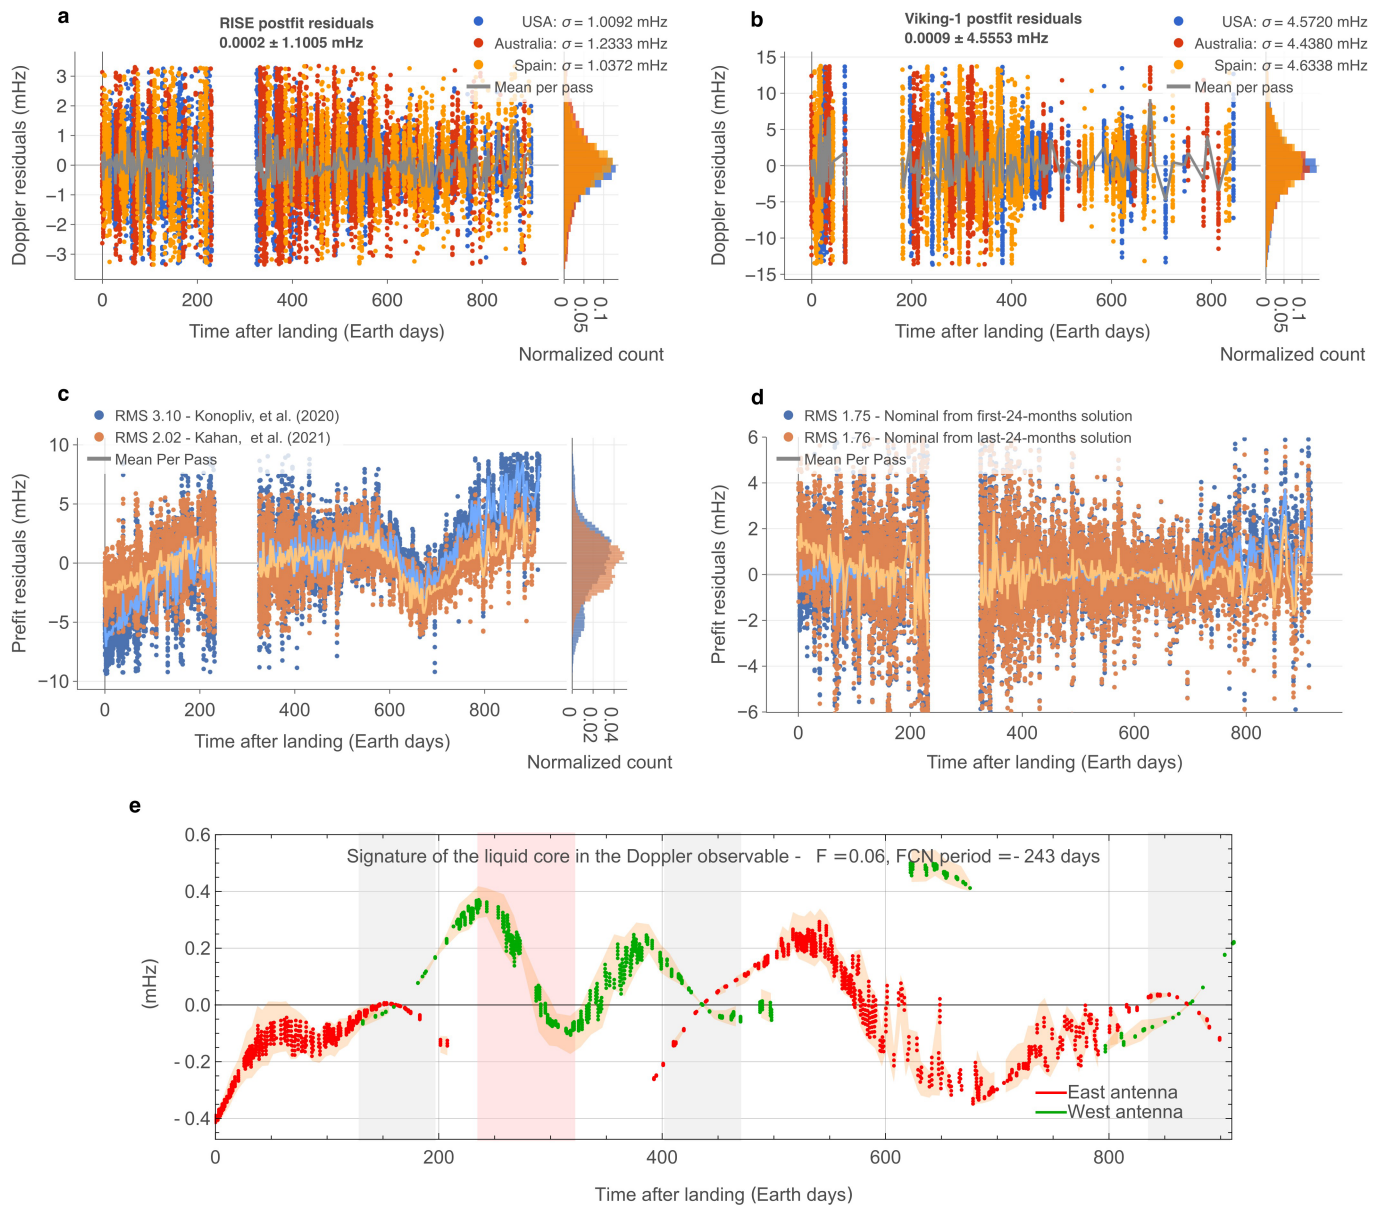 a
RISE postfit residuals
0.0002 ± 1.1005 mHz
USA: σ = 1.0092 mHz
Australia: σ = 1.2333 mHz
Spain: σ = 1.0372 mHz
Mean per pass
Doppler residuals (mHz)
3
2
1
0
−1
−2
−3
0
200
400
600
800
0
0.05
0.1
Time after landing (Earth days)
Normalized count
b
Viking-1 postfit residuals
0.0009 ± 4.5553 mHz
USA: σ = 4.5720 mHz
Australia: σ = 4.4380 mHz
Spain: σ = 4.6338 mHz
Mean per pass
Doppler residuals (mHz)
15
10
5
0
−5
−10
−15
0
200
400
600
800
0
0.05
0.1
Time after landing (Earth days)
Normalized count
c
RMS 3.10 - Konopliv, et al. (2020)
RMS 2.02 - Kahan, et al. (2021)
Mean Per Pass
Prefit residuals (mHz)
10
5
0
−5
−10
0
200
400
600
800
0
0.02
0.04
Time after landing (Earth days)
Normalized count
d
RMS 1.75 - Nominal from first-24-months solution
RMS 1.76 - Nominal from last-24-months solution
Mean Per Pass
Prefit residuals (mHz)
6
4
2
0
−2
−4
−6
0
200
400
600
800
Time after landing (Earth days)
e
Signature of the liquid core in the Doppler observable - F =0.06, FCN period =- 243 days
(mHz)
0.6
0.4
0.2
0.0
- 0.2
- 0.4
East antenna
West antenna
0
200
400
600
800
Time after landing (Earth days)